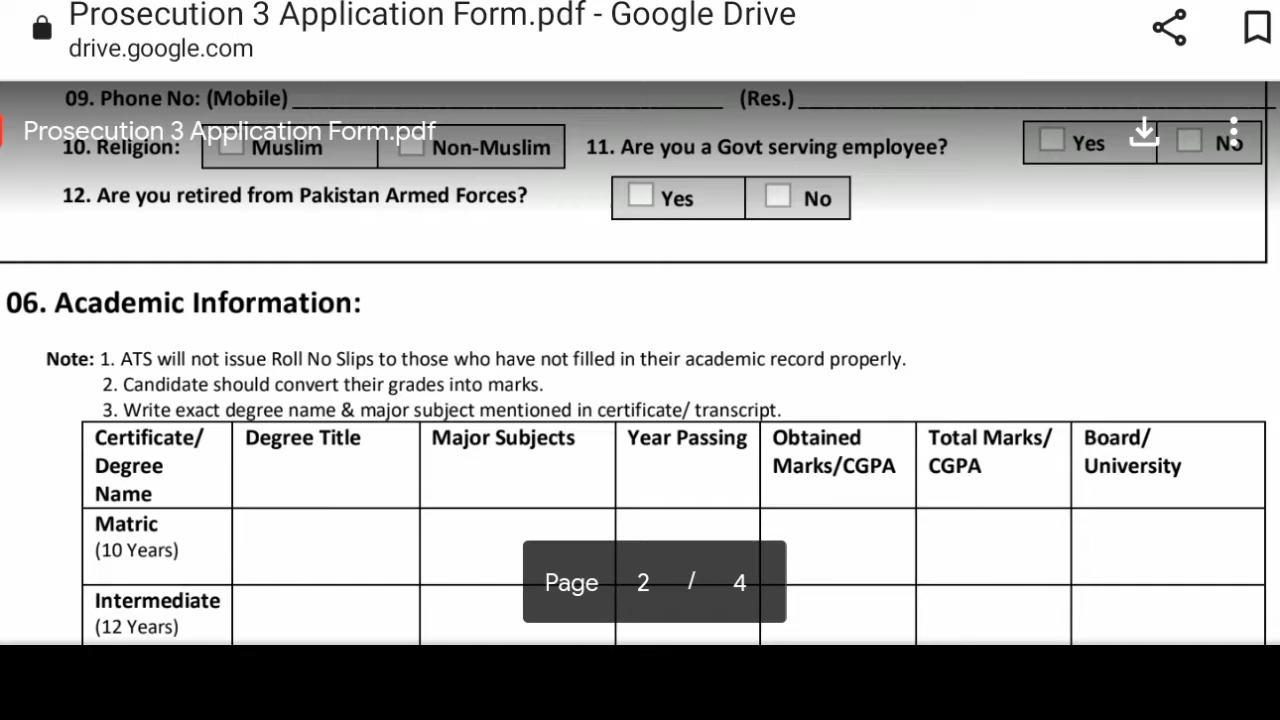 Prosecution 3 Application Form.pdf - Google Drive
drive.google.com
09. Phone No: (Mobile)________ (Res.)________
Prosecution 3 Application Form.pdf
10. Religion: Muslim Non-Muslim 11. Are you a Govt serving employee? Yes No
12. Are you retired from Pakistan Armed Forces? Yes No
06. Academic Information:
Note: 1. ATS will not issue Roll No Slips to those who have not filled in their academic record properly.
2. Candidate should convert their grades into marks.
3. Write exact degree name & major subject mentioned in certificate/ transcript.
Certificate/ Degree Title Major Subjects Year Passing Obtained Total Marks/ Board/
Degree Marks/CGPA CGPA University
Name
Matric
(10 Years)
Page 2 / 4
Intermediate
(12 Years)